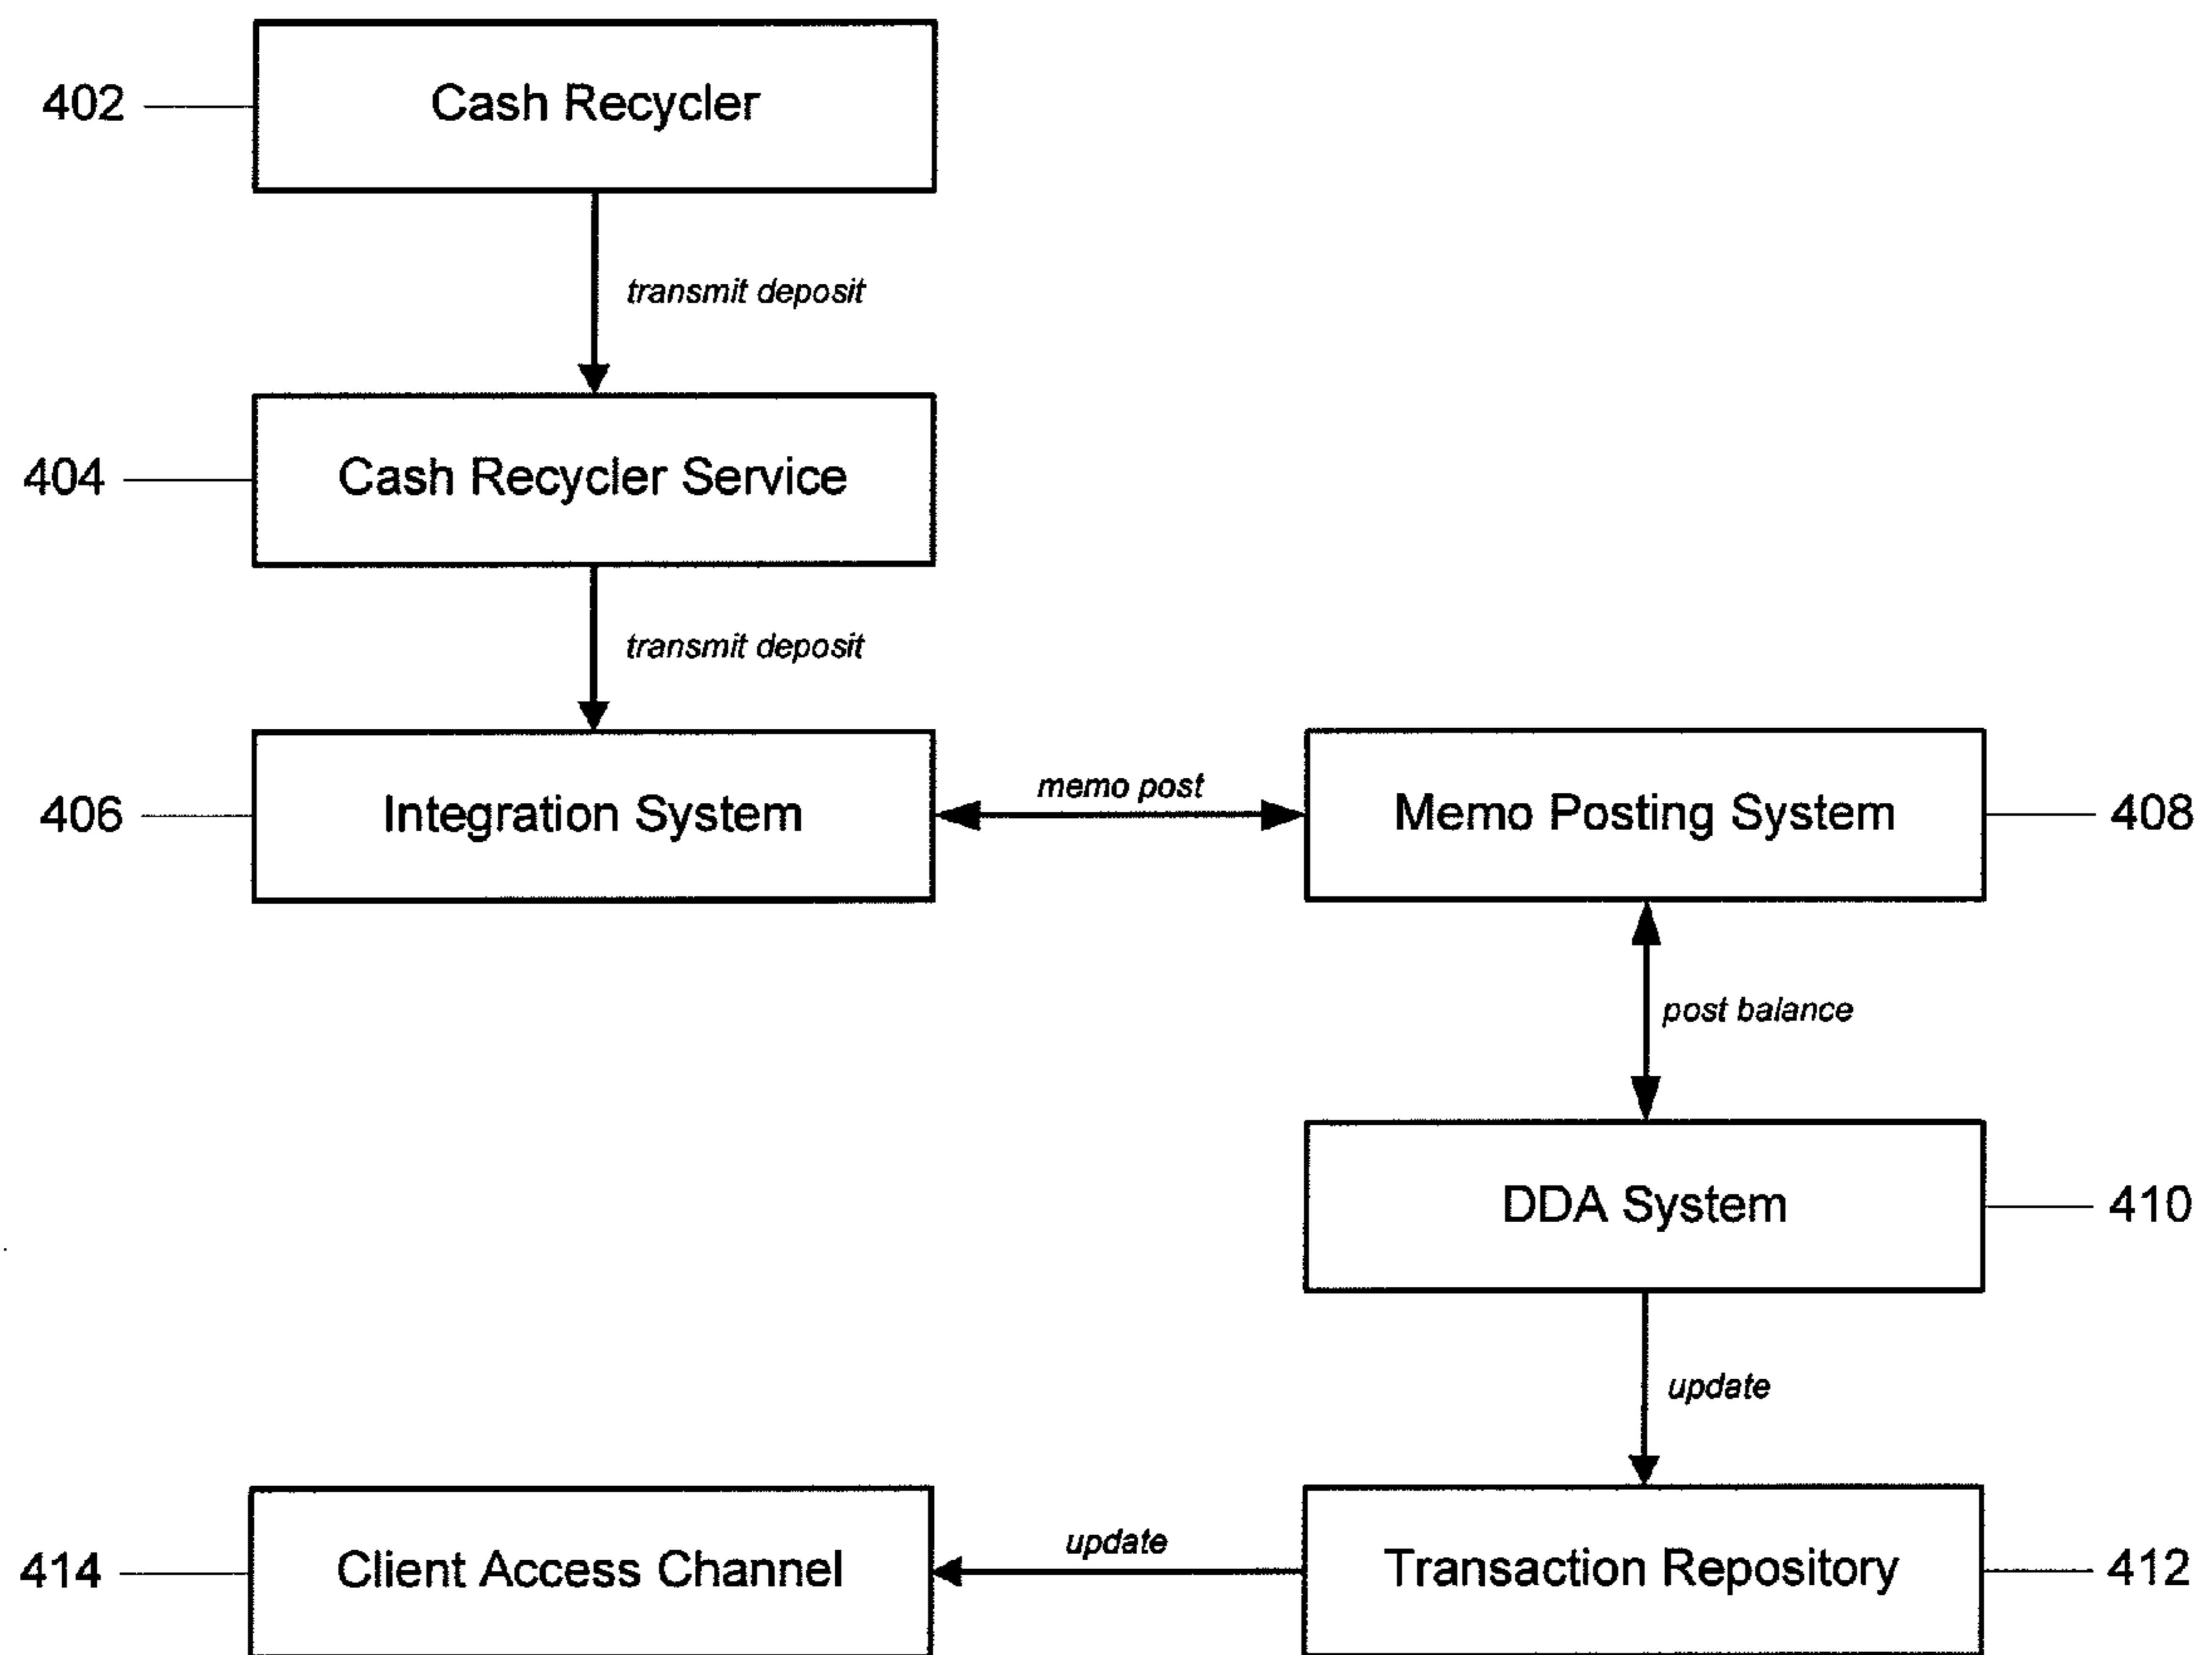 402
Cash Recycler
transmit deposit
404
Cash Recycler Service
transmit deposit
406
Integration System
memo post
Memo Posting System
408
post balance
DDA System
410
update
414
Client Access Channel
update
Transaction Repository
412